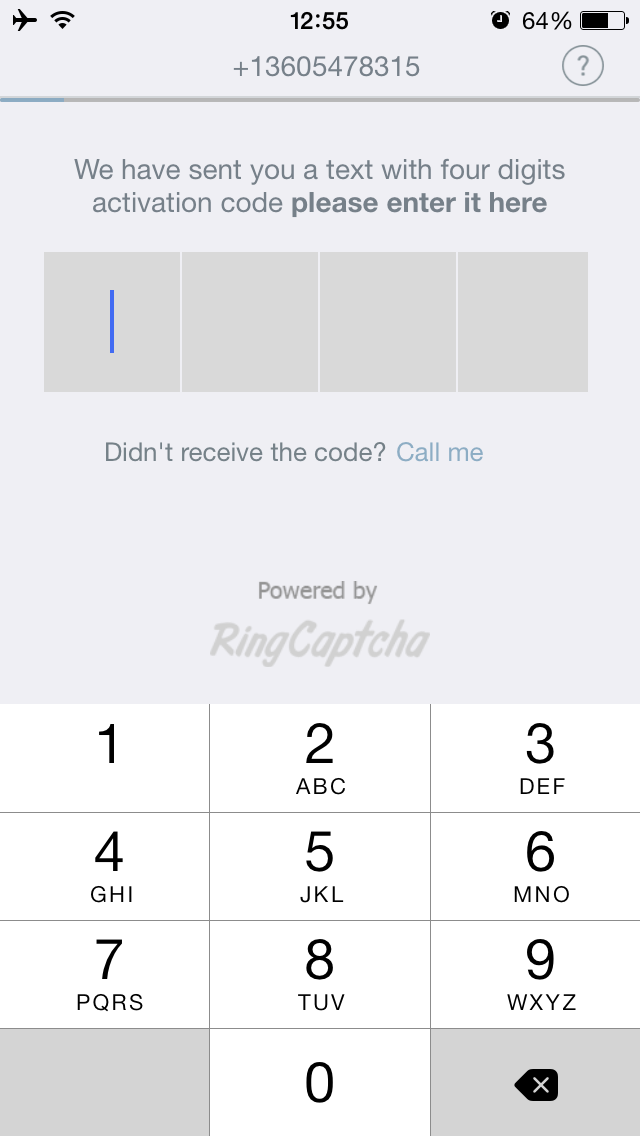 12:55
64%
+13605478315
?
We have sent you a text with four digits
activation code please enter it here
Didn't receive the code? Call me
Powered by
RingCaptcha
1
2
3
ABC
DEF
4
5
6
GHI
JKL
MNO
7
8
9
PQRS
TUV
WXYZ
0